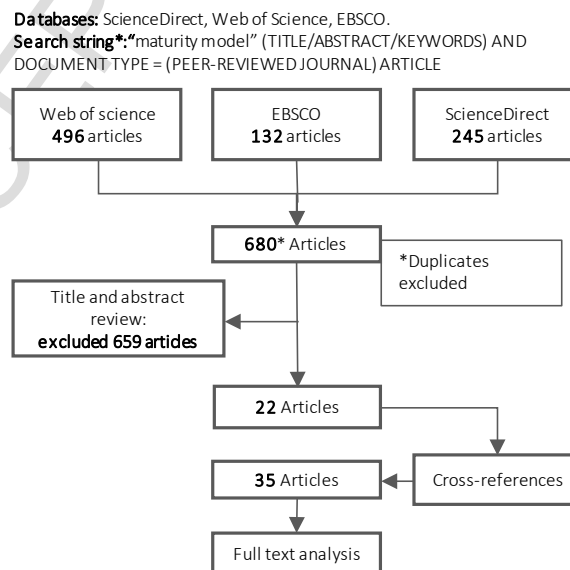 Databases: ScienceDirect, Web of Science, EBSCO.
Search string*:“maturity model” (TITLE/ABSTRACT/KEYWORDS) AND
DOCUMENT TYPE = (PEER-REVIEWED JOURNAL) ARTICLE
Web of science
496 articles
EBSCO
132 articles
ScienceDirect
245 articles
680* Articles
*Duplicates
excluded
Title and abstract
review:
excluded 659 articles
22 Articles
35 Articles
Cross-references
Full text analysis